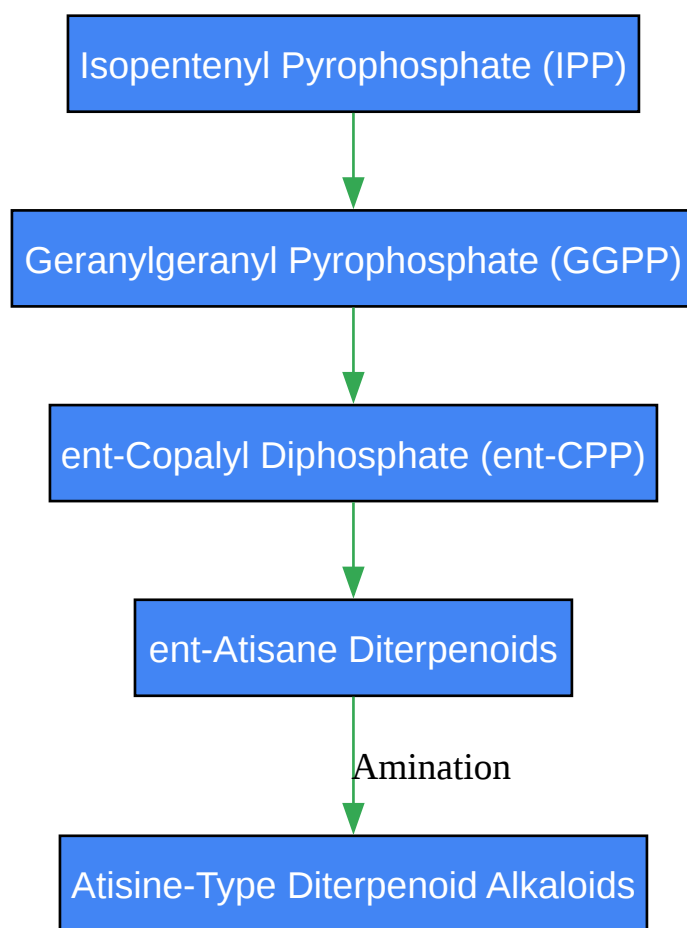 Isopentenyl Pyrophosphate (IPP)
Geranylgeranyl Pyrophosphate (GGPP)
ent-Copalyl Diphosphate (ent-CPP)
ent-Atisane Diterpenoids
Amination
Atisine-Type Diterpenoid Alkaloids